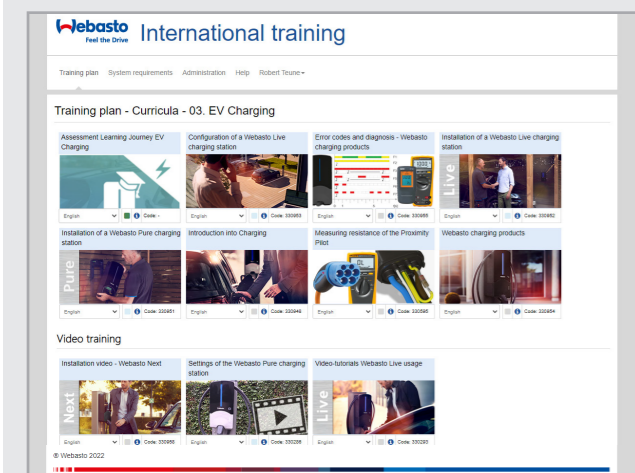 Webasto
Feel the Drive
International training
Training plan System requirements Administration Help Robert Teune
Training plan - Curricula - 03. EV Charging
Assessment Learning Journey EV Charging
English Code: -
Configuration of a Webasto Live charging station
English Code: 330953
Error codes and diagnosis - Webasto charging products
English Code: 330955
Installation of a Webasto Live charging station
Live
English Code: 330952
Installation of a Webasto Pure charging station
Pure
English Code: 330951
Introduction into Charging
English Code: 330946
Measuring resistance of the Proximity Pilot
English Code: 330595
Webasto charging products
English Code: 330954
Video training
Installation video - Webasto Next
Next
English Code: 330956
Settings of the Webasto Pure charging station
English Code: 330286
Video-tutorials Webasto Live usage
Live
English Code: 330293
® Webasto 2022